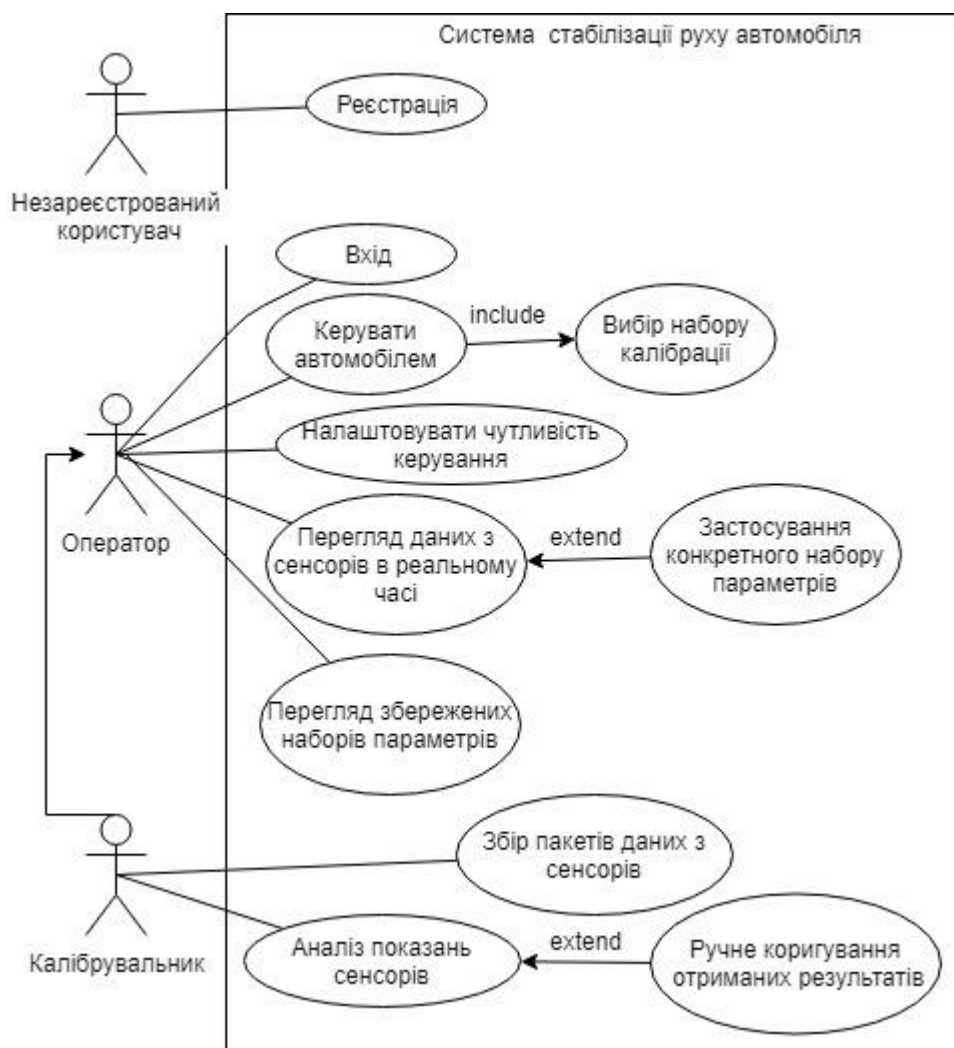 Система стабілізації руху автомобіля
Реєстрація
Незареєстрований
користувач
Вхід
Керувати
автомобілем
include
Вибір набору
калібрації
Налаштовувати чутливість
керування
Оператор
Перегляд даних з
сенсорів в реальному
часі
extend
Застосування
конкретного набору
параметрів
Перегляд збережених
наборів параметрів
Збір пакетів даних з
сенсорів
Калібрувальник
Аналіз показань
сенсорів
extend
Ручне коригування
отриманих результатів